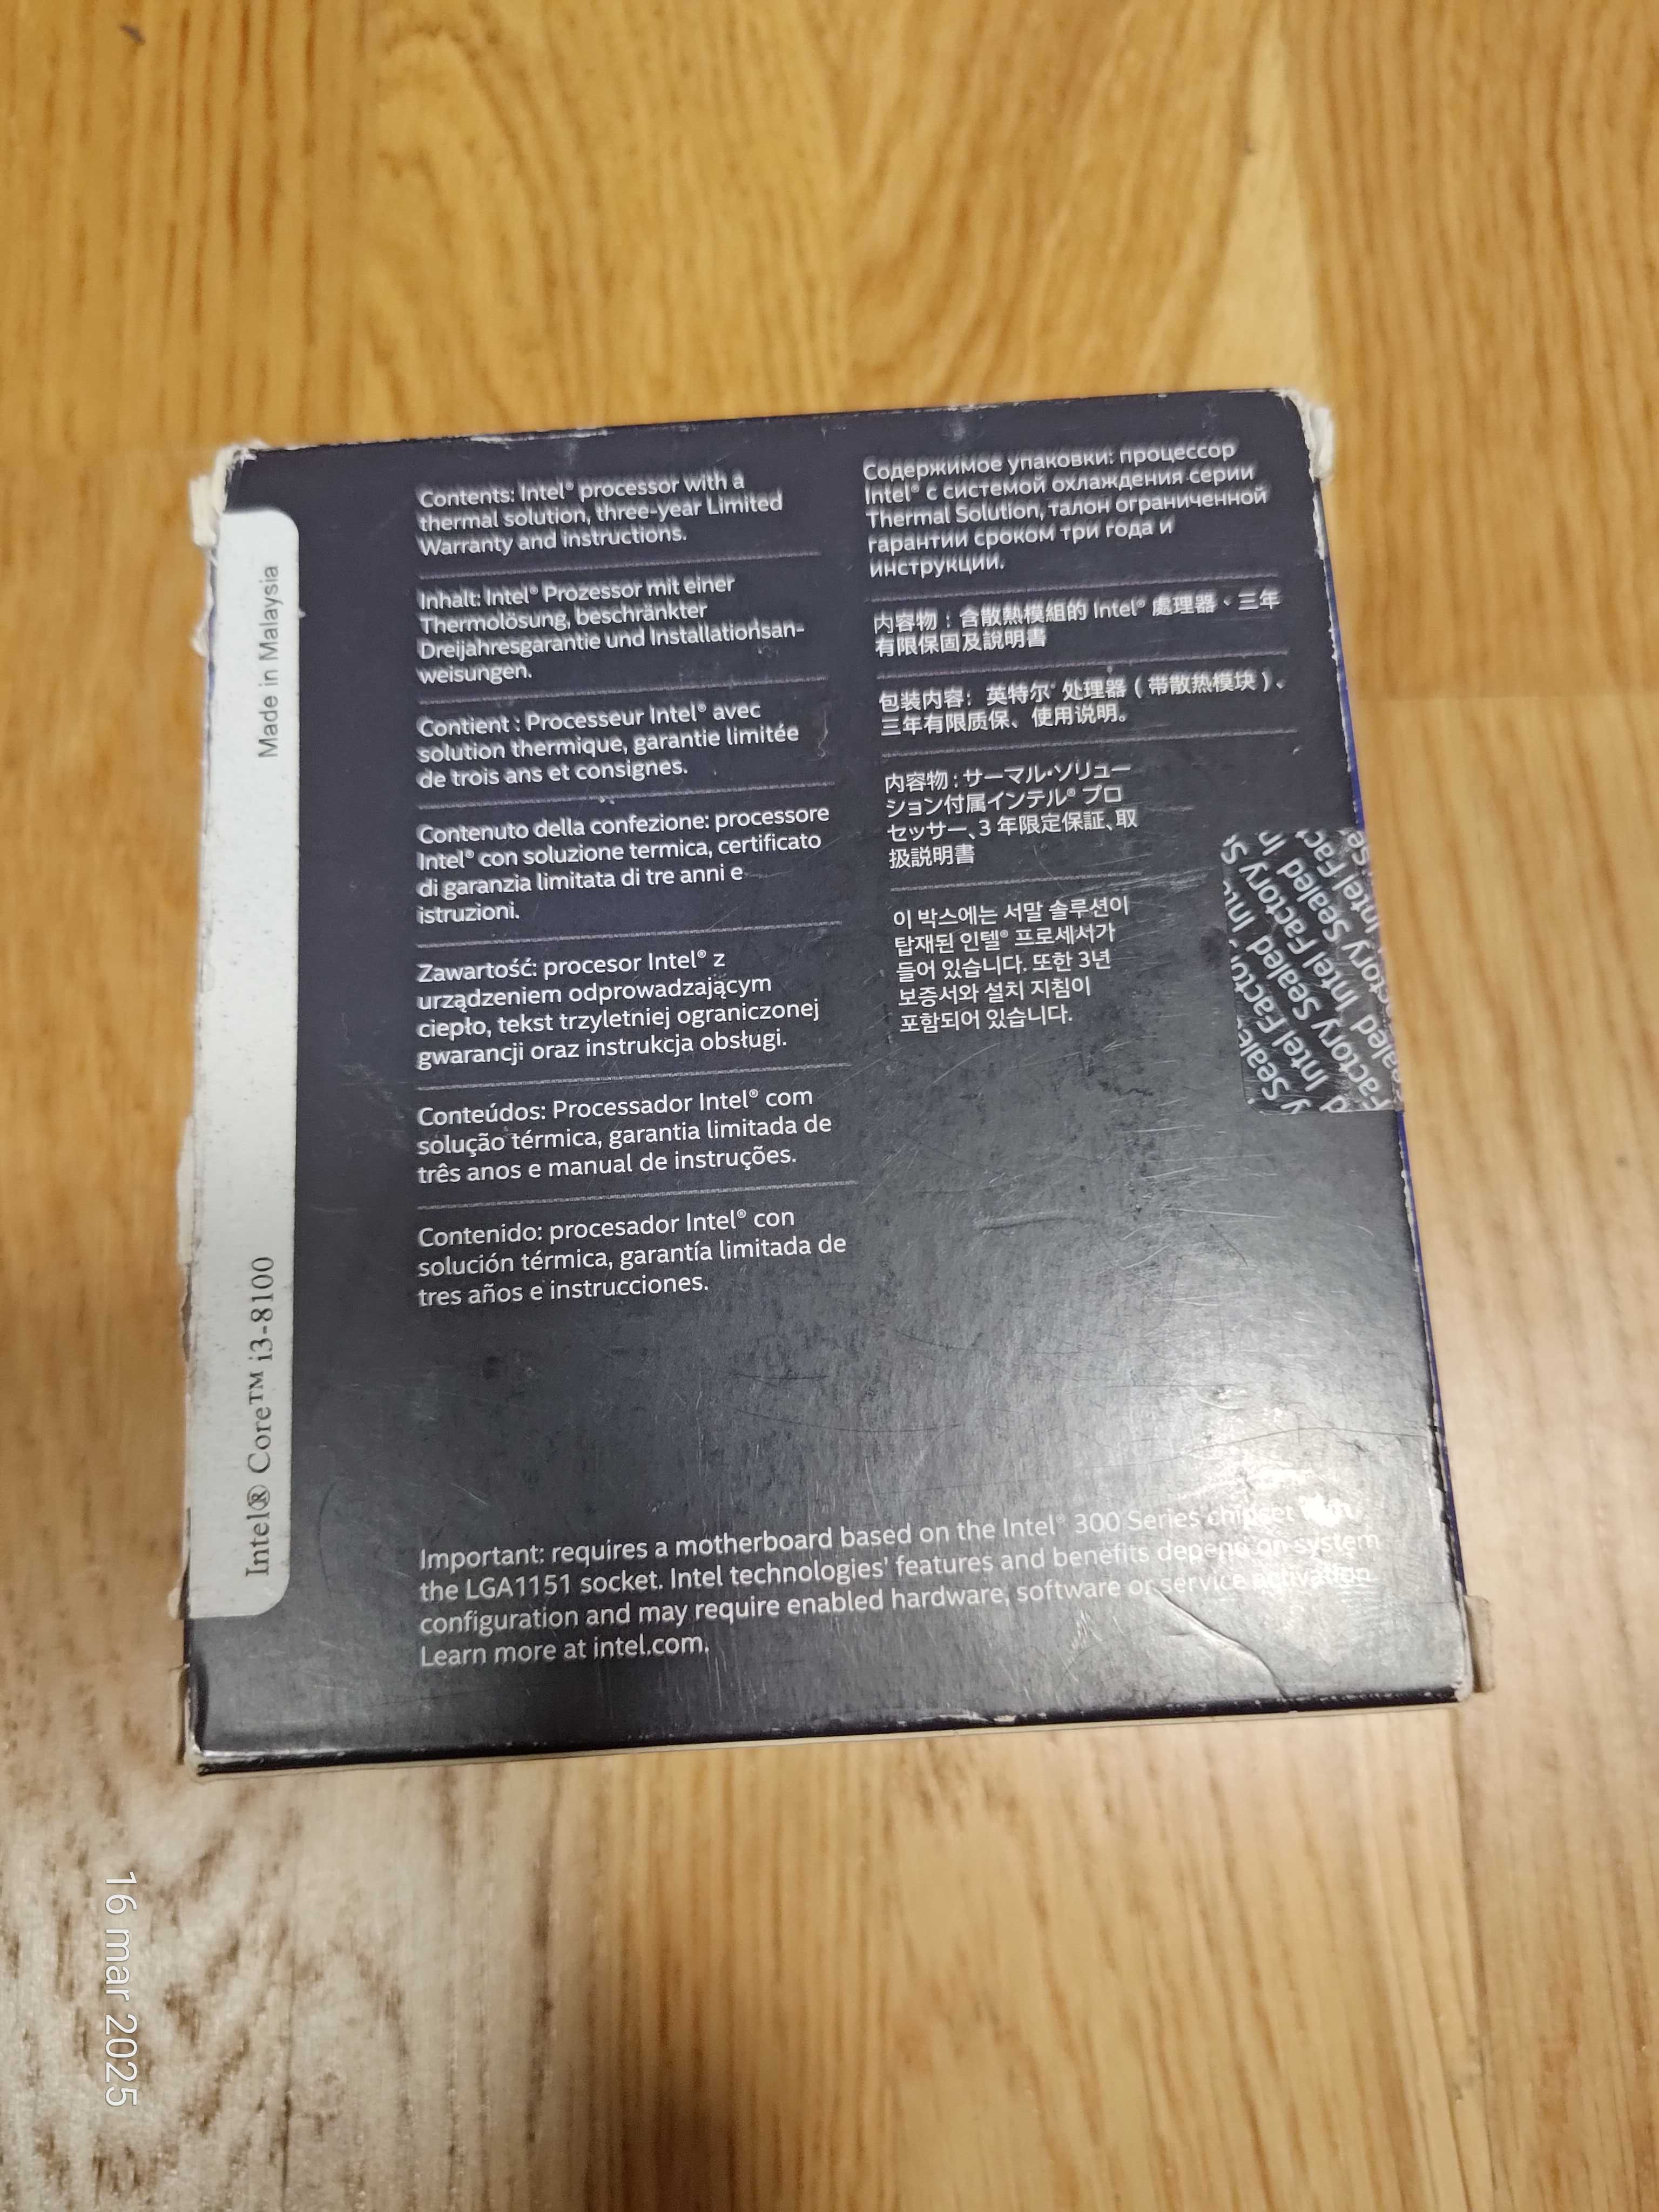 Contents: Intel® processor with a
thermal solution, three-year Limited
Warranty and instructions.
Inhalt: Intel® Prozessor mit einer
Thermolösung, beschränkter
Dreijahresgarantie und Installationsan-
weisungen.
Contient : Processeur Intel® avec
solution thermique, garantie limitée
de trois ans et consignes.
Contenuto della confezione: processore
Intel® con soluzione termica, certificato
di garanzia limitata di tre anni e
istruzioni.
Zawartość: procesor Intel® z
urządzeniem odprowadzającym
ciepło, tekst trzyletniej ograniczonej
gwarancji oraz instrukcja obsługi.
Conteúdos: Processador Intel® com
solução térmica, garantia limitada de
três anos e manual de instruções.
Contenido: procesador Intel® con
solución térmica, garantía limitada de
tres años e instrucciones.
Содержимое упаковки: процессор
Intel® с системой охлаждения серии
Thermal Solution, талон ограниченной
гарантии сроком три года и
инструкции.
內容物：含散熱模組的 Intel® 處理器、三年
有限保固及說明書
包装内容：英特尔® 处理器（带散热模块）、
三年有限质保、使用说明。
内容物：サーマル・ソリュー
ション付属インテル® プロ
セッサー、3 年限定保証、取
扱説明書
이 박스에는 서말 솔루션이
탑재된 인텔® 프로세서가
들어 있습니다. 또한 3년
보증서와 설치 지침이
포함되어 있습니다.
Important: requires a motherboard based on the Intel® 300 Series chipset with
the LGA1151 socket. Intel technologies' features and benefits depend on system
configuration and may require enabled hardware, software or service activation.
Learn more at intel.com.
Intel® Core™ i3-8100
Made in Malaysia
Factory Sealed Intel
16 mar 2025